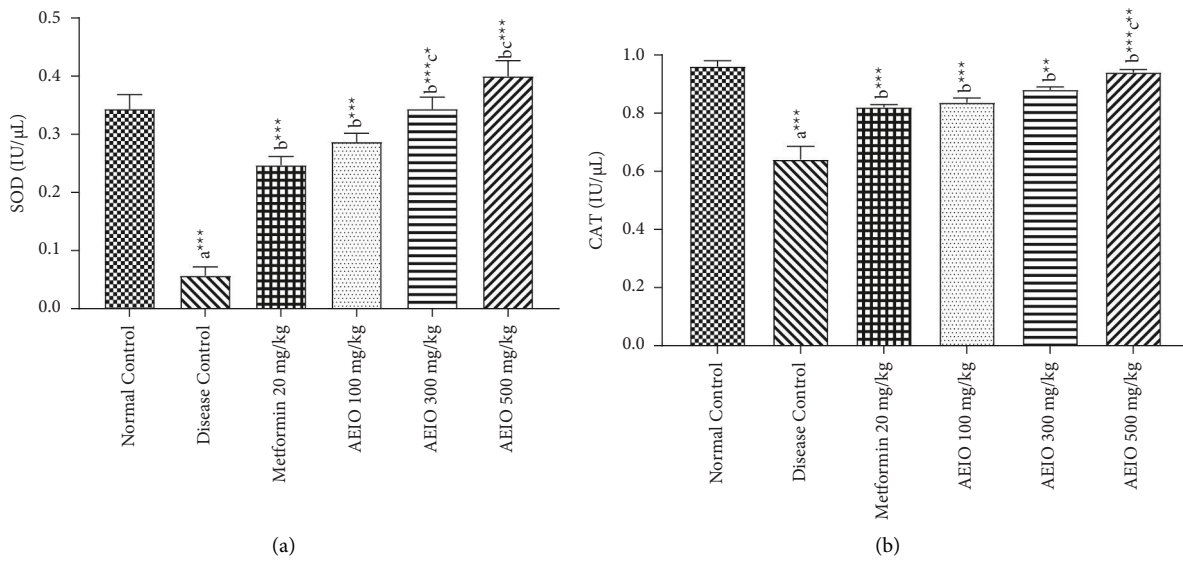 0.5
0.4
0.3
0.2
0.1
0.0
SOD (IU/µL)
a***
b***
b***
b***c*
bc***
Normal Control
Disease Control
Metformin 20 mg/kg
AEIO 100 mg/kg
AEIO 300 mg/kg
AEIO 500 mg/kg
(a)
1.0
0.8
0.6
0.4
0.2
0.0
CAT (IU/µL)
a***
b***
b***
b**
b***c**
Normal Control
Disease Control
Metformin 20 mg/kg
AEIO 100 mg/kg
AEIO 300 mg/kg
AEIO 500 mg/kg
(b)